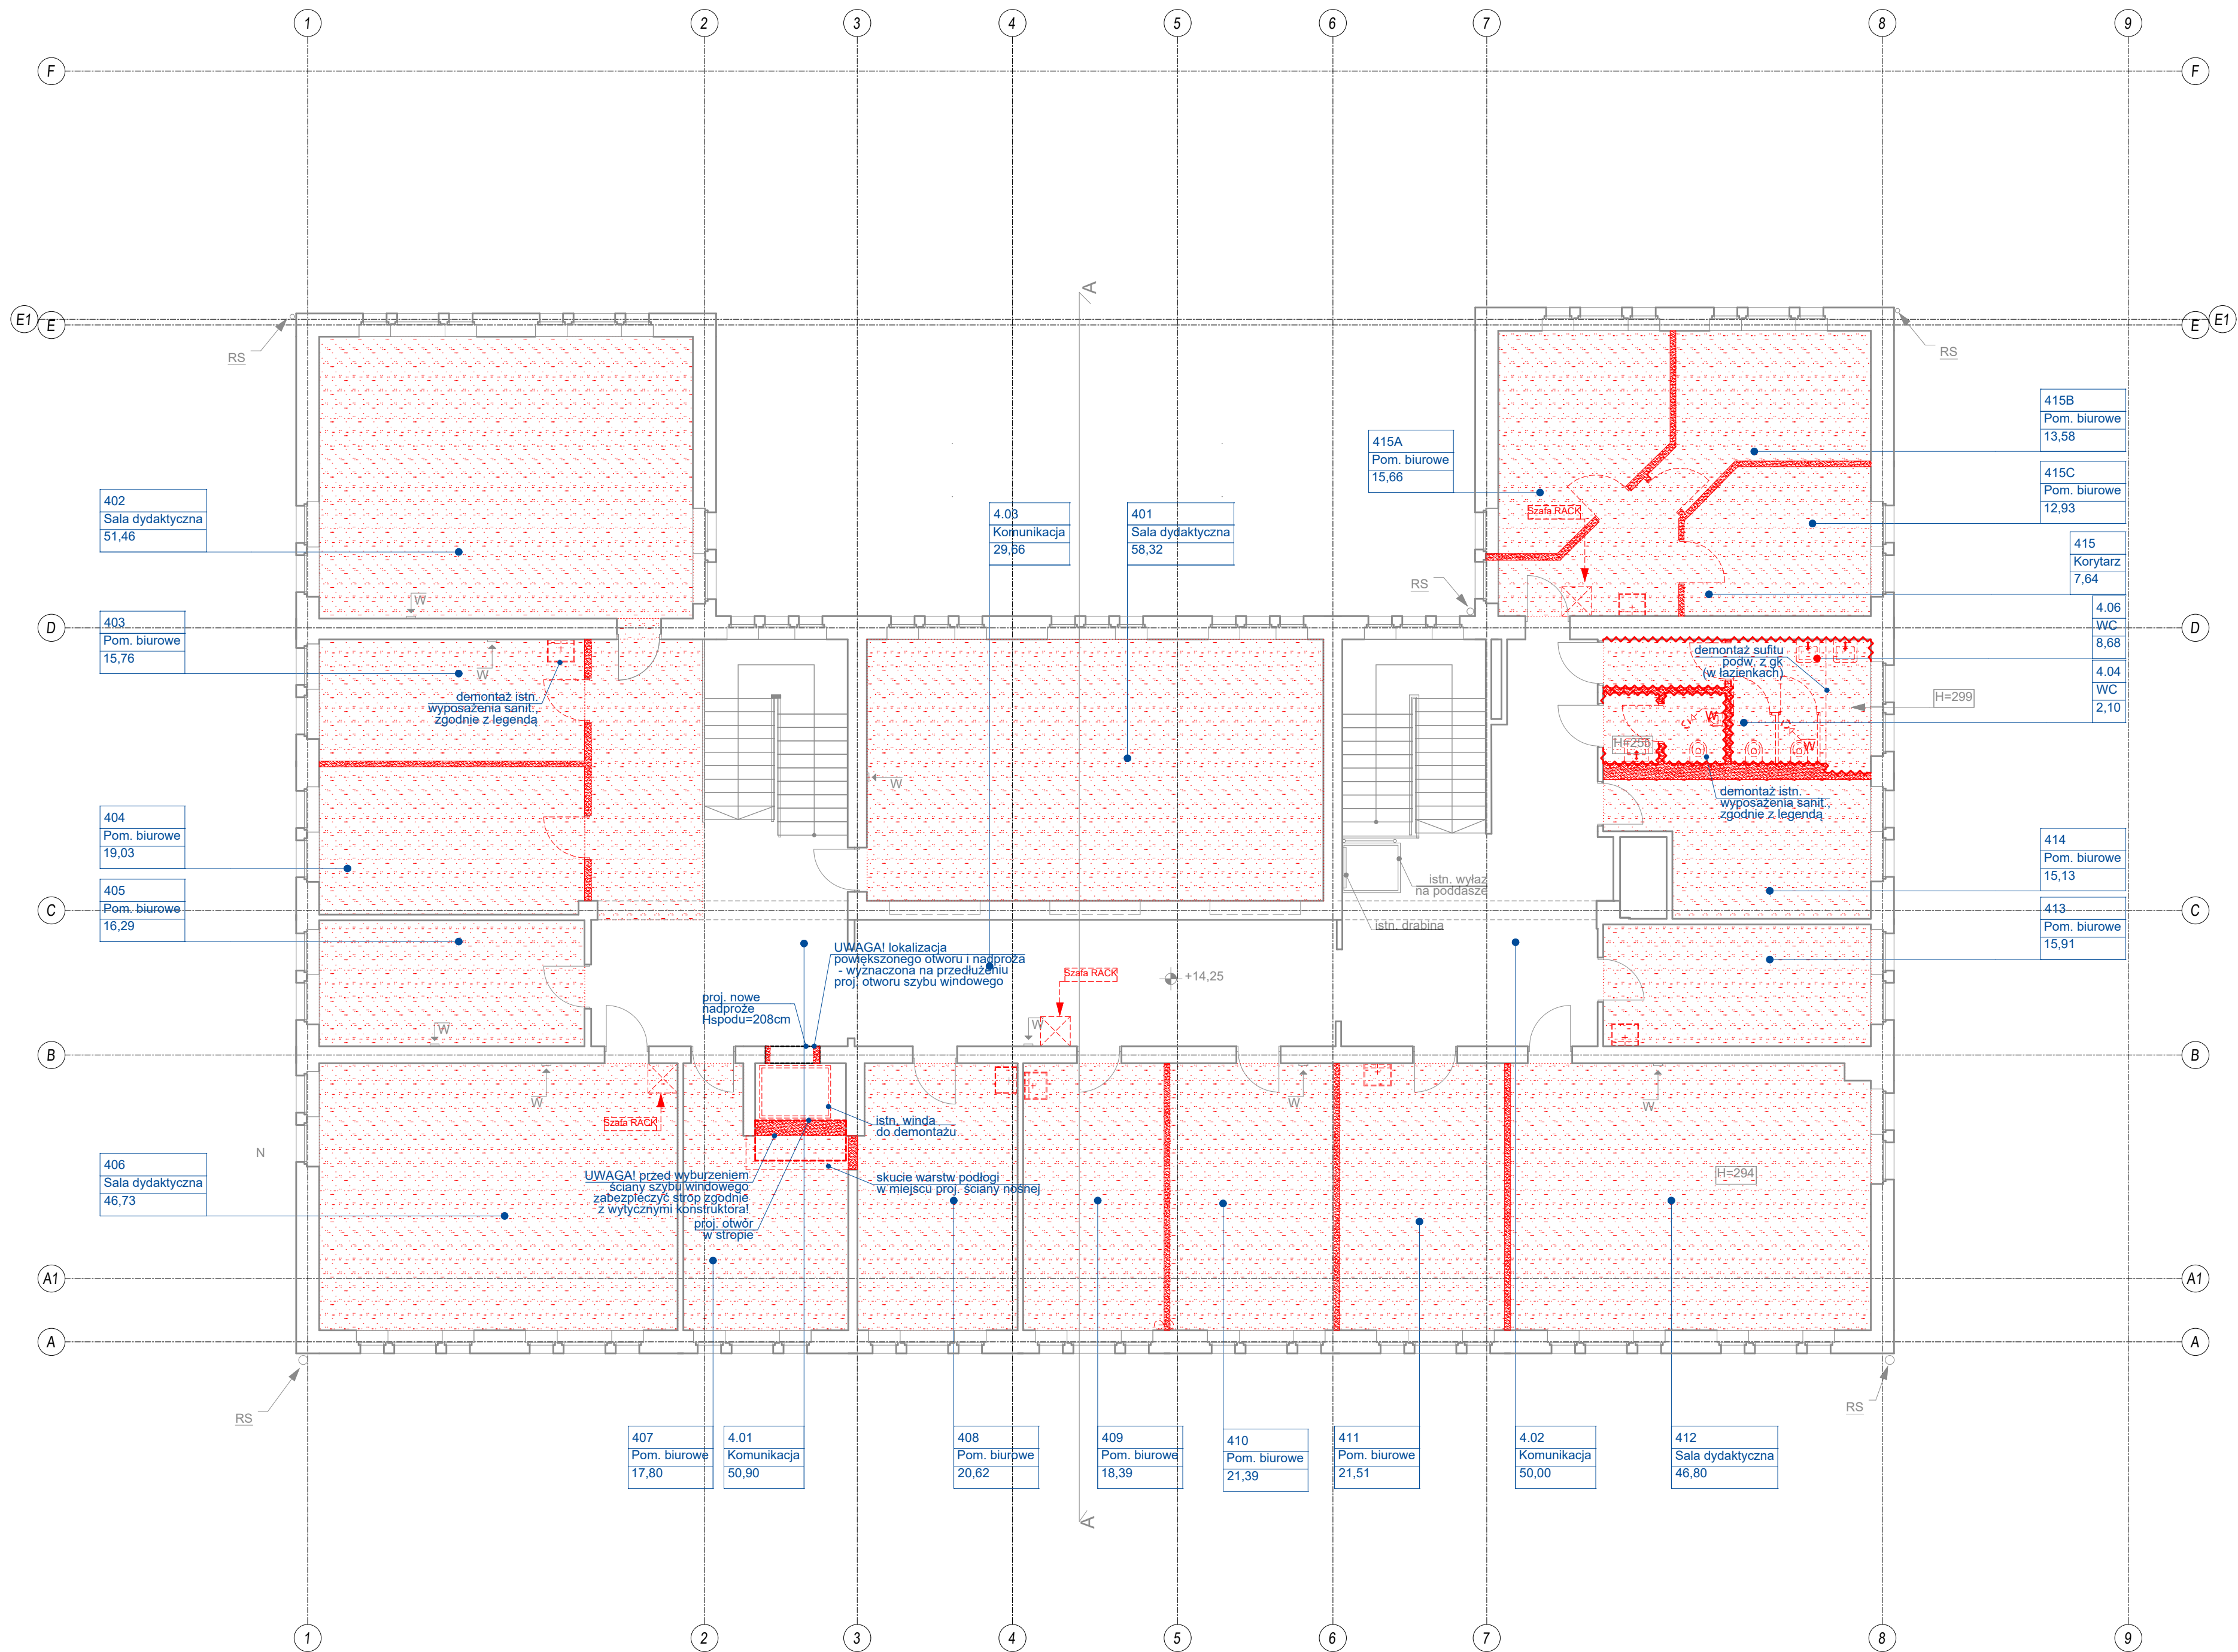 1
2
3
4
5
6
7
8
9
F
F
A
E1
E
E
E1
RS
RS
415B
Pom. biurowe
13,58
415A
Pom. biurowe
15,66
415C
Pom. biurowe
12,93
402
Sala dydaktyczna
51,46
4.03
Komunikacja
29,66
401
Sala dydaktyczna
58,32
Szafa RACK
415
Korytarz
7,64
RS
W
403
Pom. biurowe
15,76
4.06
WC
8,68
D
D
W
demontaż istn.
wyposażenia sanit.,
zgodnie z legendą
demontaż sufitu
podw. z gk
(w łazienkach)
4.04
WC
2,10
H=299
W
W
H=256
W
demontaż istn.
wyposażenia sanit.,
zgodnie z legendą
404
Pom. biurowe
19,03
414
Pom. biurowe
15,13
istn. wyłaz
na poddasze
405
Pom. biurowe
16,29
413
Pom. biurowe
15,91
C
C
istn. drabina
UWAGA! lokalizacja
powiększonego otworu i nadproża
- wyznaczona na przedłużeniu
proj. otworu szybu windowego
Szafa RACK
+14,25
proj. nowe
nadproże
Hspodu=208cm
W
W
B
B
W
W
W
Szafa RACK
istn. winda
do demontażu
N
406
Sala dydaktyczna
46,73
UWAGA! przed wyburzeniem
ściany szybu windowego
zabezpieczyć strop zgodnie
z wytycznymi konstruktora!
skucie warstw podłogi
w miejscu proj. ściany nośnej
H=294
proj. otwór
w stropie
A1
A1
A
A
RS
RS
407
Pom. biurowe
17,80
4.01
Komunikacja
50,90
408
Pom. biurowe
20,62
409
Pom. biurowe
18,39
410
Pom. biurowe
21,39
411
Pom. biurowe
21,51
4.02
Komunikacja
50,00
412
Sala dydaktyczna
46,80
A
1
2
3
4
5
6
7
8
9